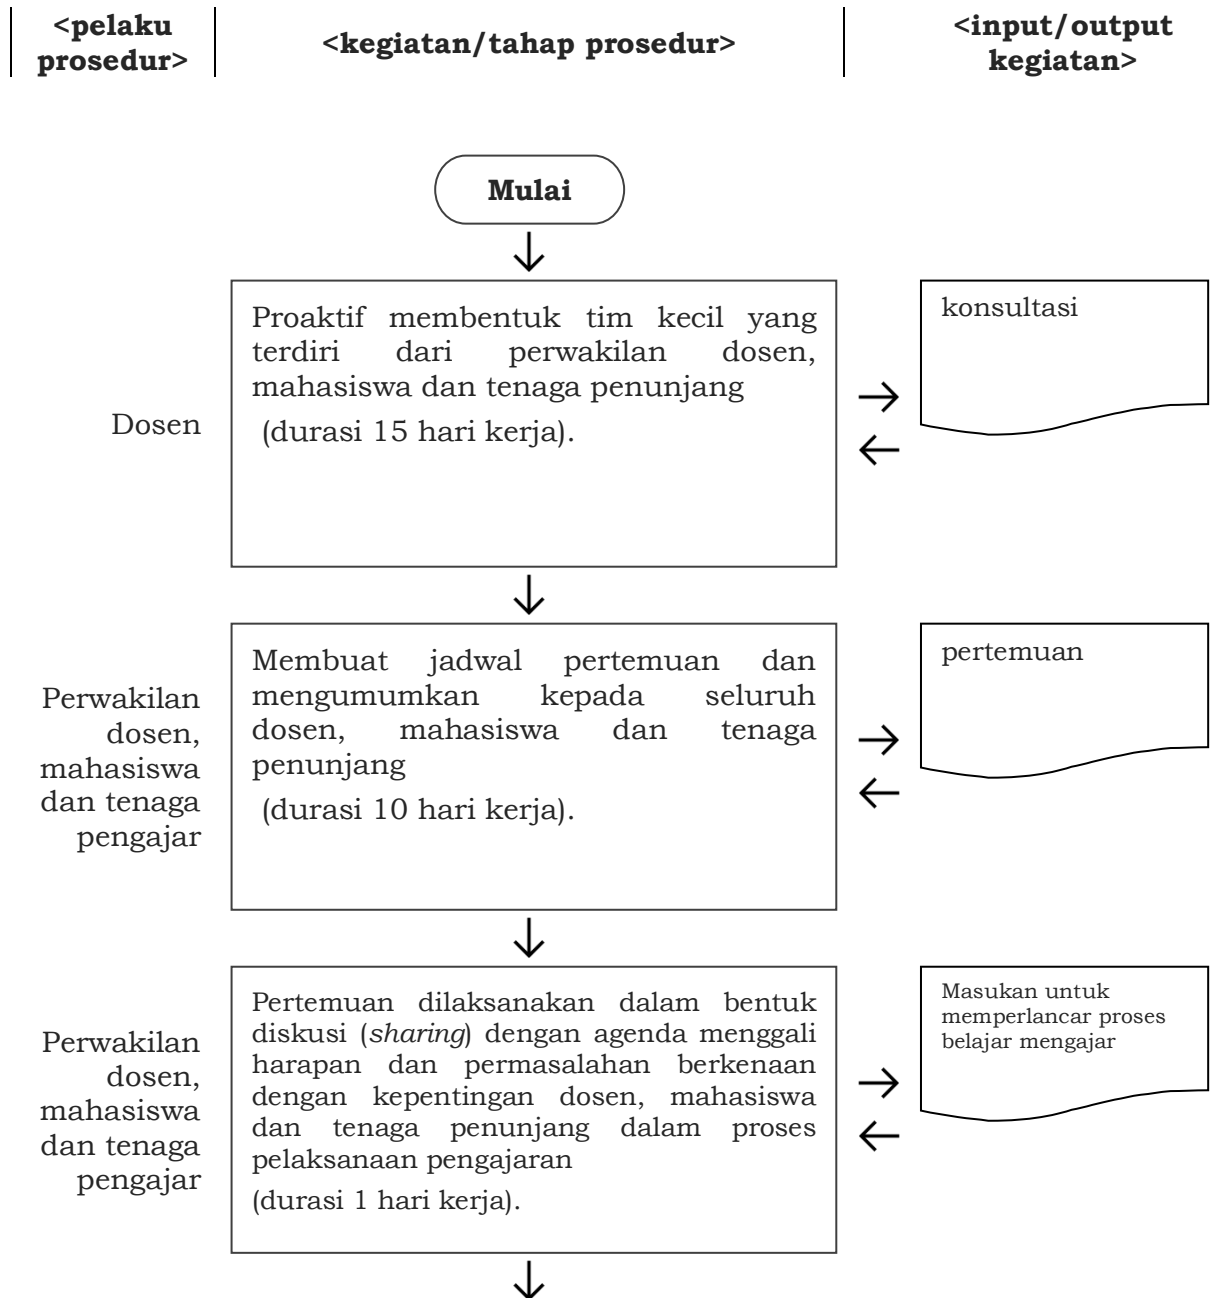 <pelaku
prosedur>
<kegiatan/tahap prosedur>
<input/output
kegiatan>
Mulai
Dosen
Proaktif membentuk tim kecil yang
terdiri dari perwakilan dosen,
mahasiswa dan tenaga penunjang
(durasi 15 hari kerja).
konsultasi
Perwakilan
dosen,
mahasiswa
dan tenaga
pengajar
Membuat jadwal pertemuan dan
mengumumkan kepada seluruh
dosen, mahasiswa dan tenaga
penunjang
(durasi 10 hari kerja).
pertemuan
Perwakilan
dosen,
mahasiswa
dan tenaga
pengajar
Pertemuan dilaksanakan dalam bentuk
diskusi (sharing) dengan agenda menggali
harapan dan permasalahan berkenaan
dengan kepentingan dosen, mahasiswa
dan tenaga penunjang dalam proses
pelaksanaan pengajaran
(durasi 1 hari kerja).
Masukan untuk
memperlancar proses
belajar mengajar